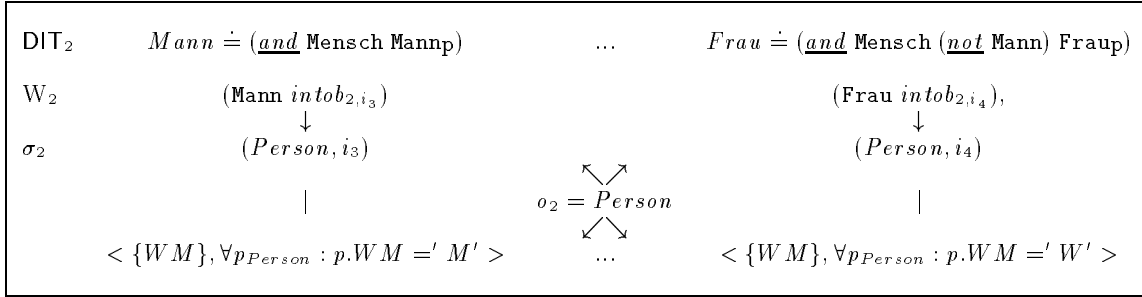 DIT₂ Mann ≐ (and Mensch Mannₚ) ... Frau ≐ (and Mensch (not Mann) Frauₚ)
W₂ (Mann intob₂,ᵢ₃) (Frau intob₂,ᵢ₄),
↓ ↓
σ₂ (Person, i₃) (Person, i₄)
↖ ↗
| o₂ = Person |
↙ ↘
< {WM}, ∀p_Person : p.WM =' M' > ... < {WM}, ∀p_Person : p.WM =' W' >